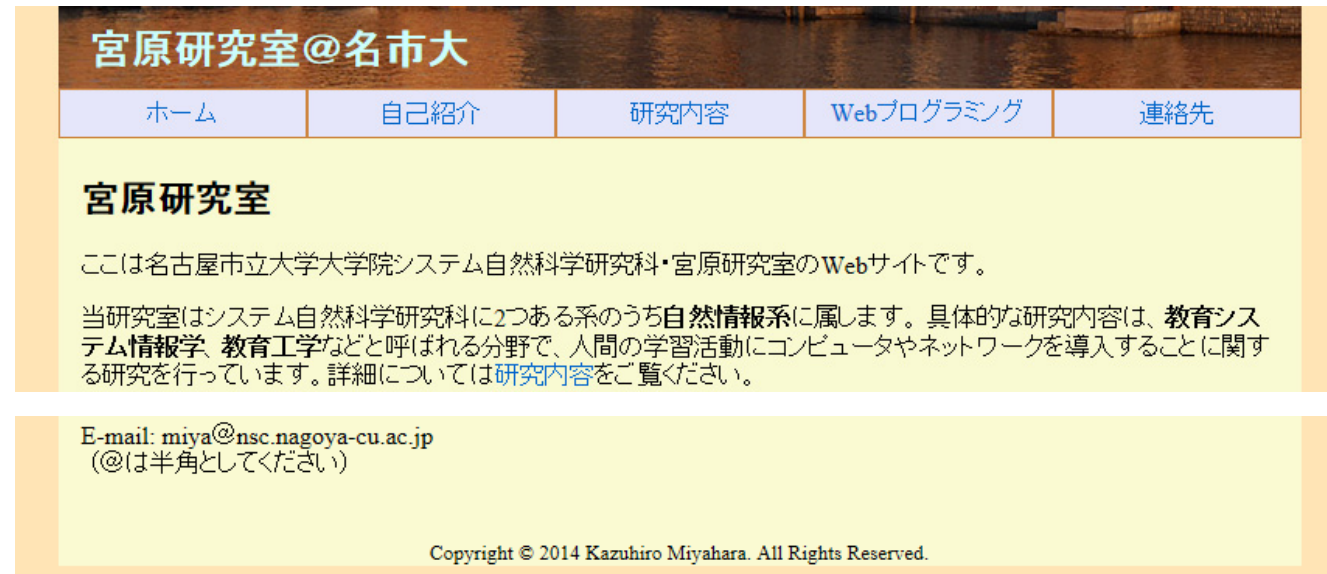 宮原研究室@名市大
ホーム 自己紹介 研究内容 Webプログラミング 連絡先
宮原研究室
ここは名古屋市立大学大学院システム自然科学研究科・宮原研究室のWebサイトです。
当研究室はシステム自然科学研究科に2つある系のうち自然情報系に属します。具体的な研究内容は、教育シス
テム情報学、教育工学などと呼ばれる分野で、人間の学習活動にコンピュータやネットワークを導入することに関す
る研究を行っています。詳細については研究内容をご覧ください。
E-mail: miya＠nsc.nagoya-cu.ac.jp
（＠は半角としてください）
Copyright © 2014 Kazuhiro Miyahara. All Rights Reserved.